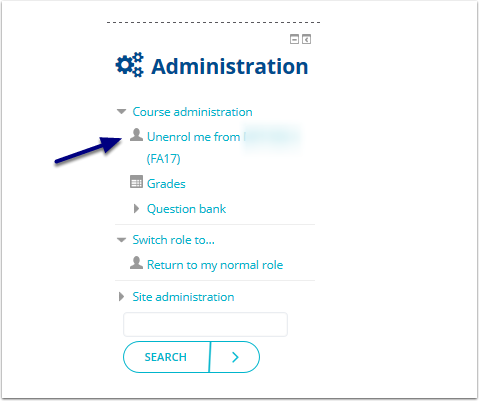 Administration
Course administration
Unenrol me from
(FA17)
Grades
Question bank
Switch role to...
Return to my normal role
Site administration
SEARCH